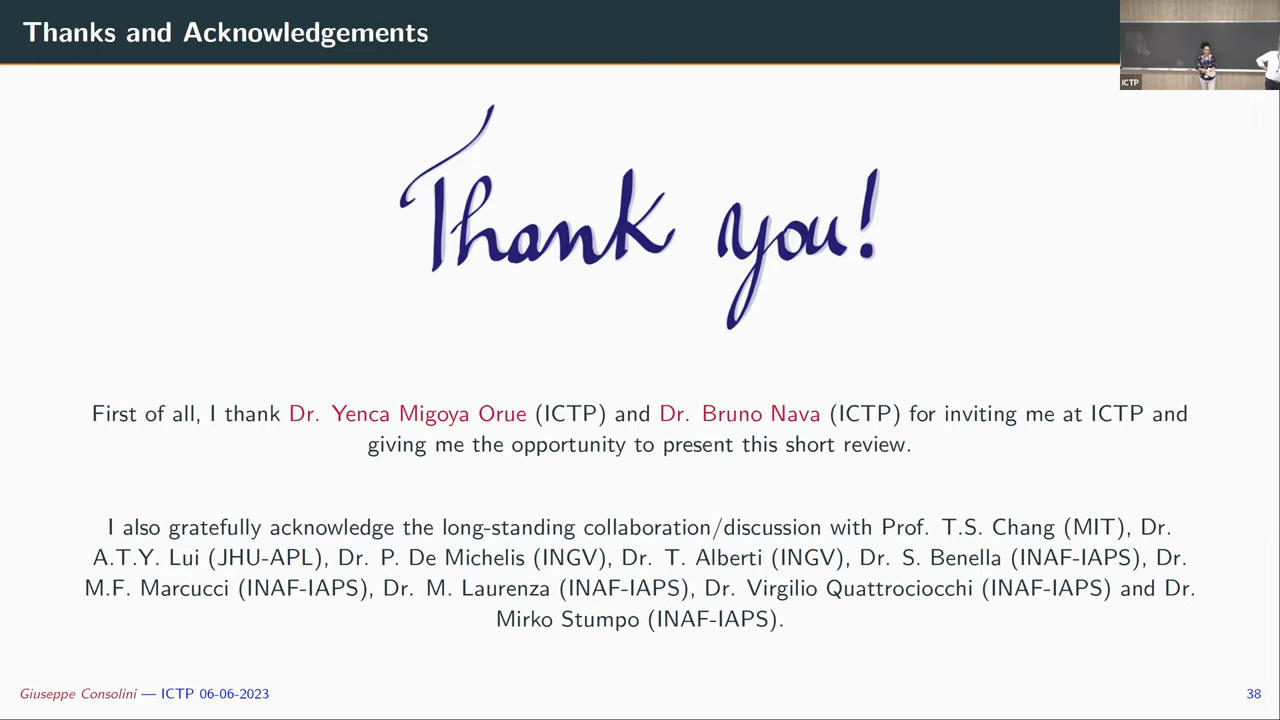 Thanks and Acknowledgements
ICTP
Thank you!
First of all, I thank Dr. Yenca Migoya Orue (ICTP) and Dr. Bruno Nava (ICTP) for inviting me at ICTP and
giving me the opportunity to present this short review.
I also gratefully acknowledge the long-standing collaboration/discussion with Prof. T.S. Chang (MIT), Dr.
A.T.Y. Lui (JHU-APL), Dr. P. De Michelis (INGV), Dr. T. Alberti (INGV), Dr. S. Benella (INAF-IAPS), Dr.
M.F. Marcucci (INAF-IAPS), Dr. M. Laurenza (INAF-IAPS), Dr. Virgilio Quattrociocchi (INAF-IAPS) and Dr.
Mirko Stumpo (INAF-IAPS).
Giuseppe Consolini — ICTP 06-06-2023
38